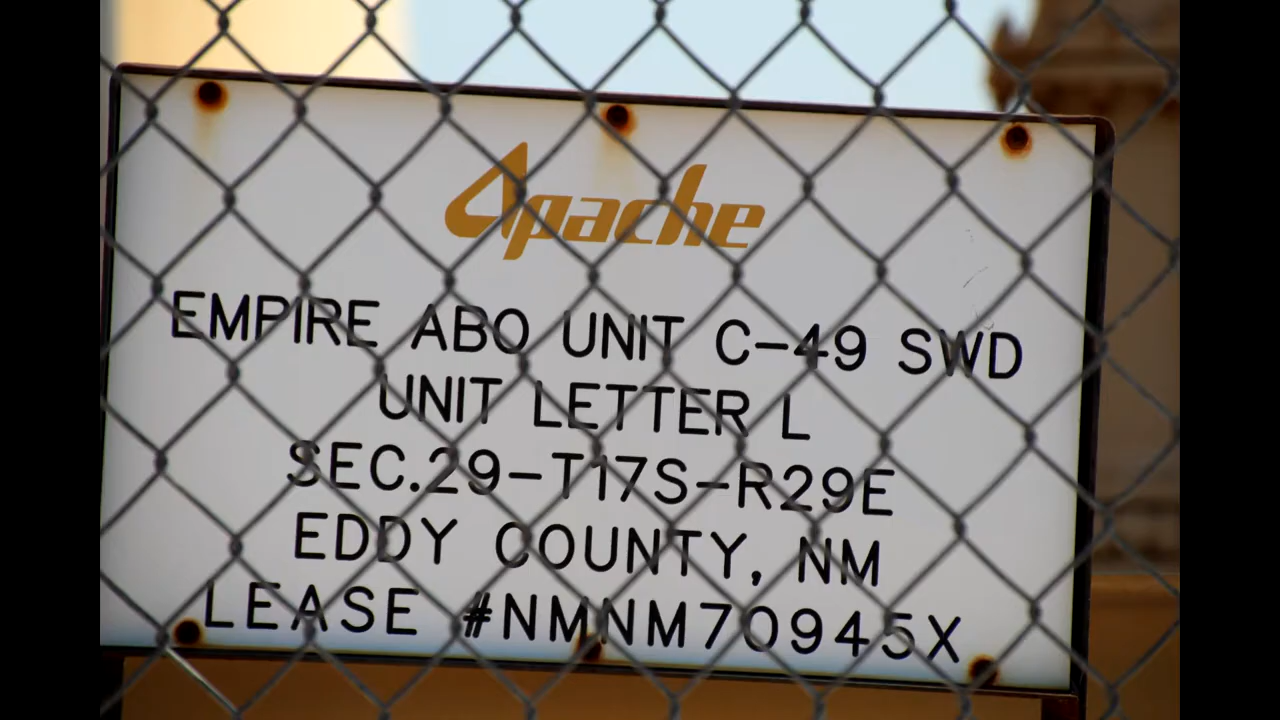 Apache
EMPIRE ABO UNIT C-49 SWD
UNIT LETTER L
SEC.29-T17S-R29E
EDDY COUNTY, NM
LEASE #NMNM70945X